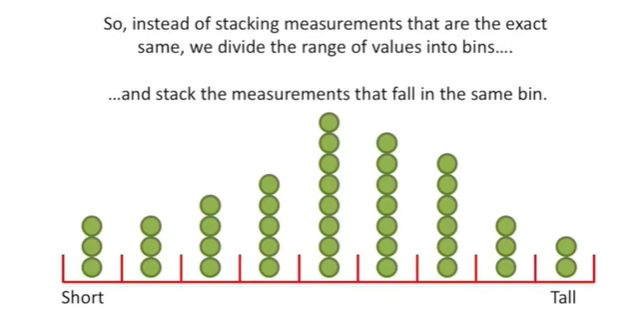 So, instead of stacking measurements that are the exact
same, we divide the range of values into bins....
...and stack the measurements that fall in the same bin.
Short
Tall